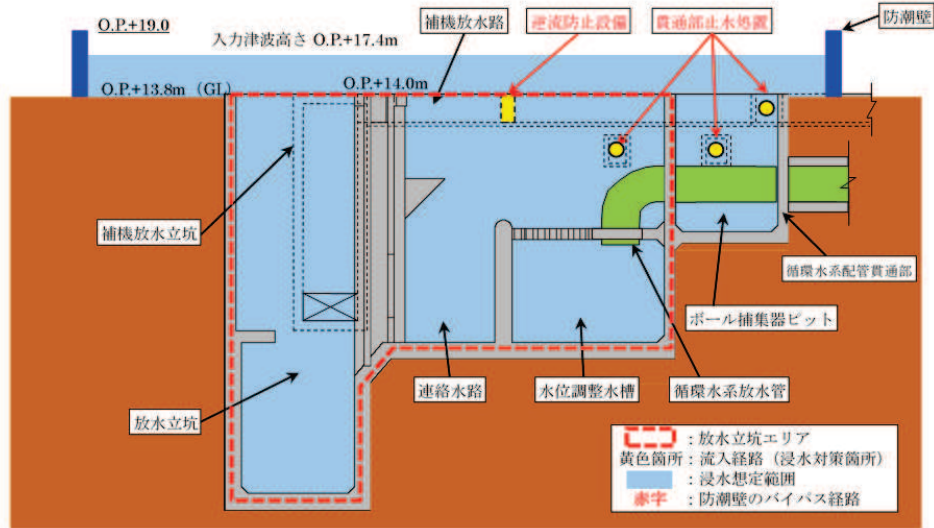 O.P.+19.0
補機放水路
逆流防止設備
貫通部止水処置
防潮壁
入力津波高さ O.P.+17.4m
O.P.+13.8m (GL)
O.P.+14.0m
補機放水立坑
循環水系配管貫通部
ボール捕集器ピット
放水立坑
連絡水路
水位調整水槽
循環水系放水管
：放水立坑エリア
黄色箇所：流入経路（浸水対策箇所）
：浸水想定範囲
赤字：防潮壁のバイパス経路